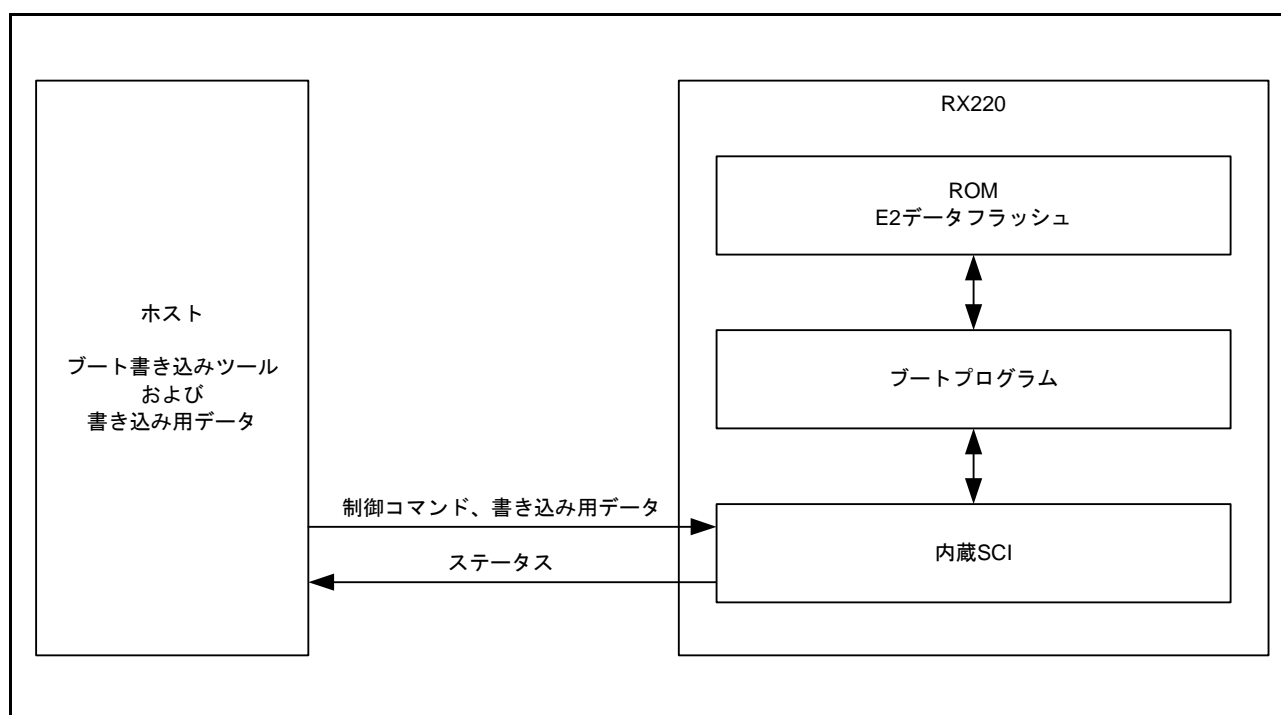 ホスト
ブート書き込みツール
および
書き込み用データ
制御コマンド、書き込み用データ
ステータス
RX220
ROM
E2データフラッシュ
ブートプログラム
内蔵SCI